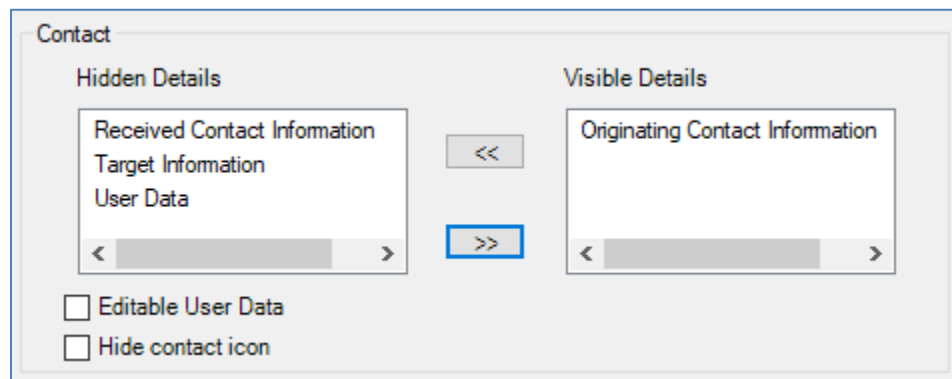 Contact
Hidden Details
Visible Details
Received Contact Information
Target Information
User Data
<<
>>
Originating Contact Information
Editable User Data
Hide contact icon